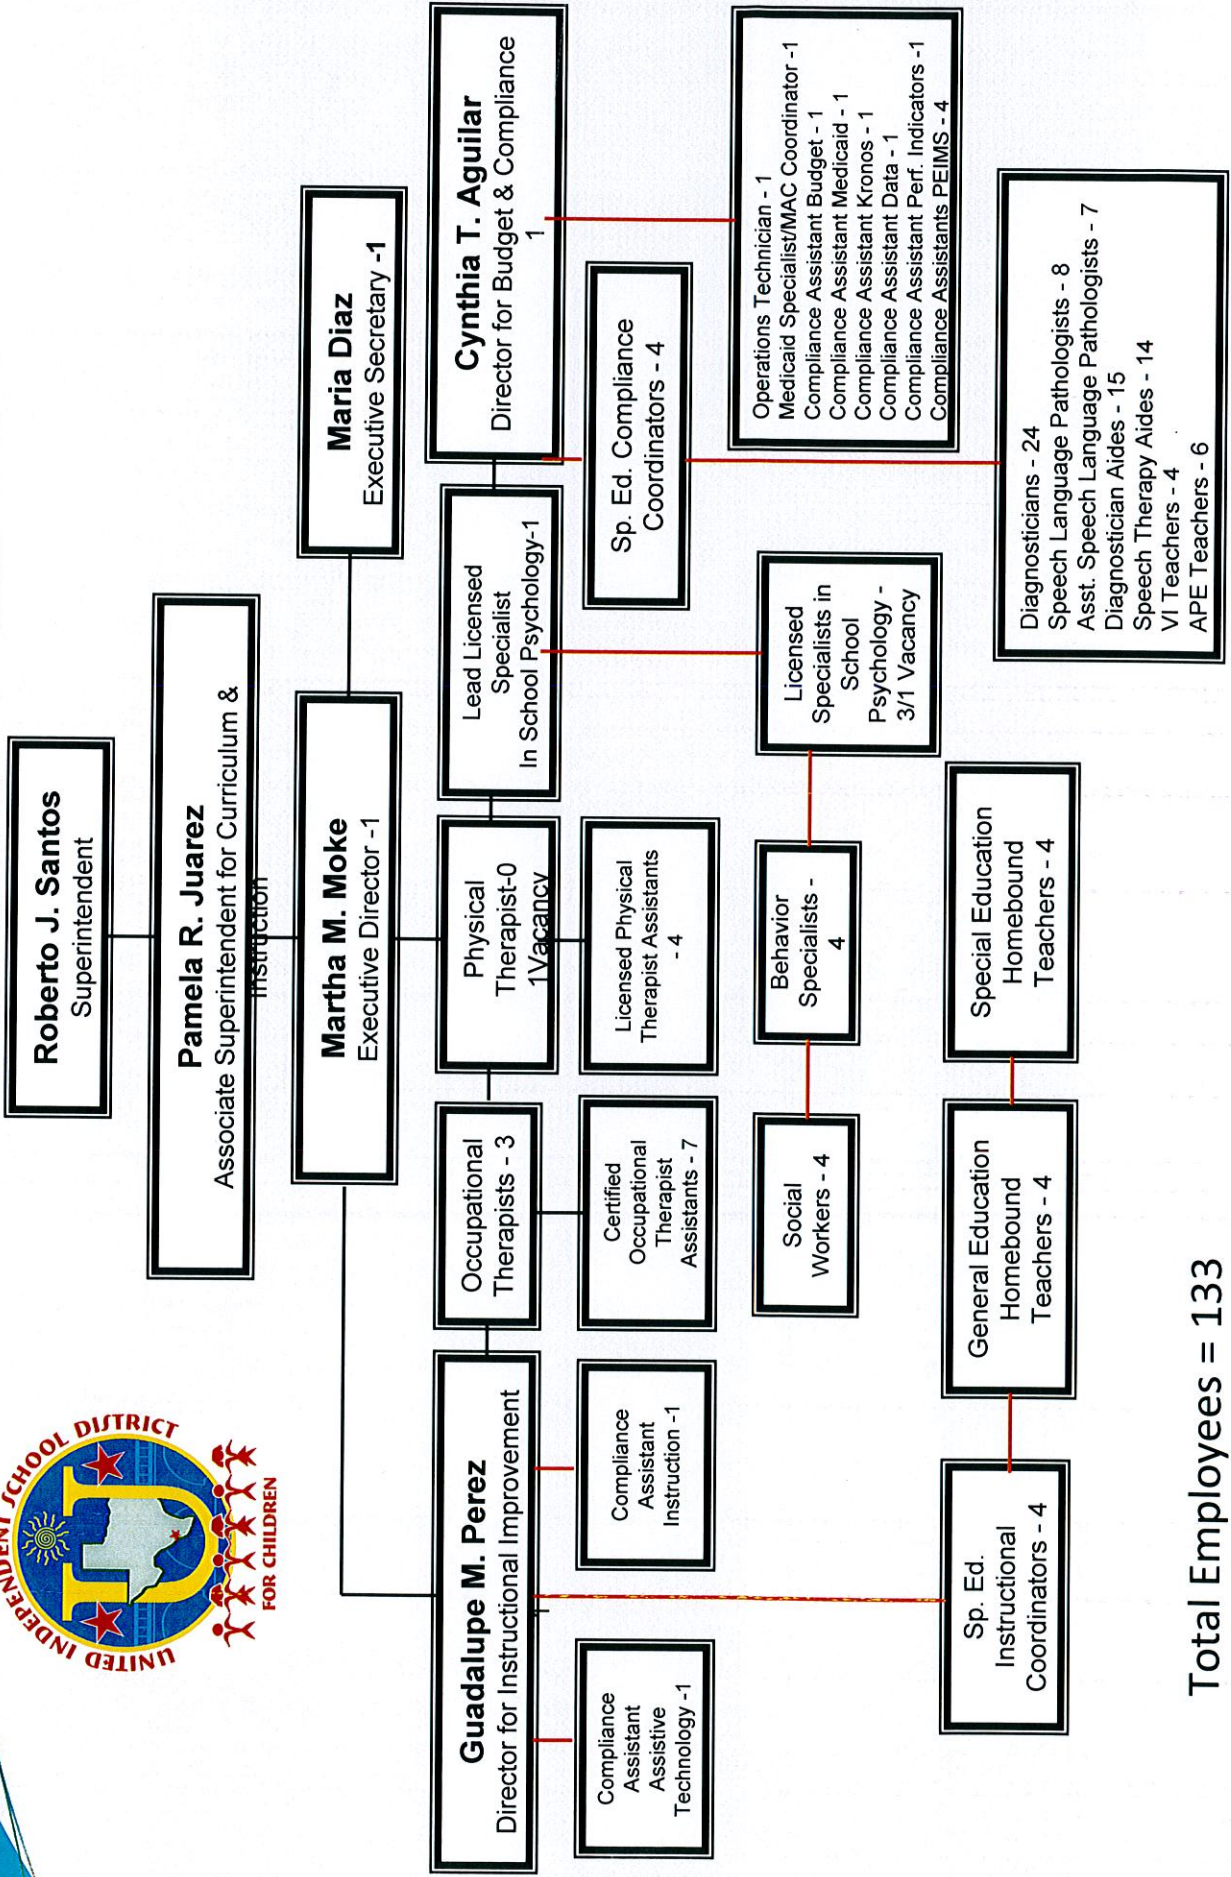 UNITED INDEPENDENT SCHOOL DISTRICT
FOR CHILDREN
Roberto J. Santos
Superintendent
Pamela R. Juarez
Associate Superintendent for Curriculum &
Instruction
Martha M. Moke
Executive Director -1
Maria Diaz
Executive Secretary -1
Guadalupe M. Perez
Director for Instructional Improvement
Occupational
Therapists - 3
Physical
Therapist-0
1Vacancy
Lead Licensed
Specialist
In School Psychology-1
Cynthia T. Aguilar
Director for Budget & Compliance
1
Compliance
Assistant
Assistive
Technology -1
Compliance
Assistant
Instruction -1
Certified
Occupational
Therapist
Assistants - 7
Licensed Physical
Therapist Assistants
- 4
Sp. Ed. Compliance
Coordinators - 4
Social
Workers - 4
Behavior
Specialists -
4
Licensed
Specialists in
School
Psychology -
3/1 Vacancy
Operations Technician - 1
Medicaid Specialist/MAC Coordinator -1
Compliance Assistant Budget - 1
Compliance Assistant Medicaid - 1
Compliance Assistant Kronos - 1
Compliance Assistant Data - 1
Compliance Assistant Perf. Indicators -1
Compliance Assistants PEIMS - 4
Sp. Ed.
Instructional
Coordinators - 4
General Education
Homebound
Teachers - 4
Special Education
Homebound
Teachers - 4
Diagnosticians - 24
Speech Language Pathologists - 8
Asst. Speech Language Pathologists - 7
Diagnostician Aides - 15
Speech Therapy Aides - 14
VI Teachers - 4
APE Teachers - 6
Total Employees = 133